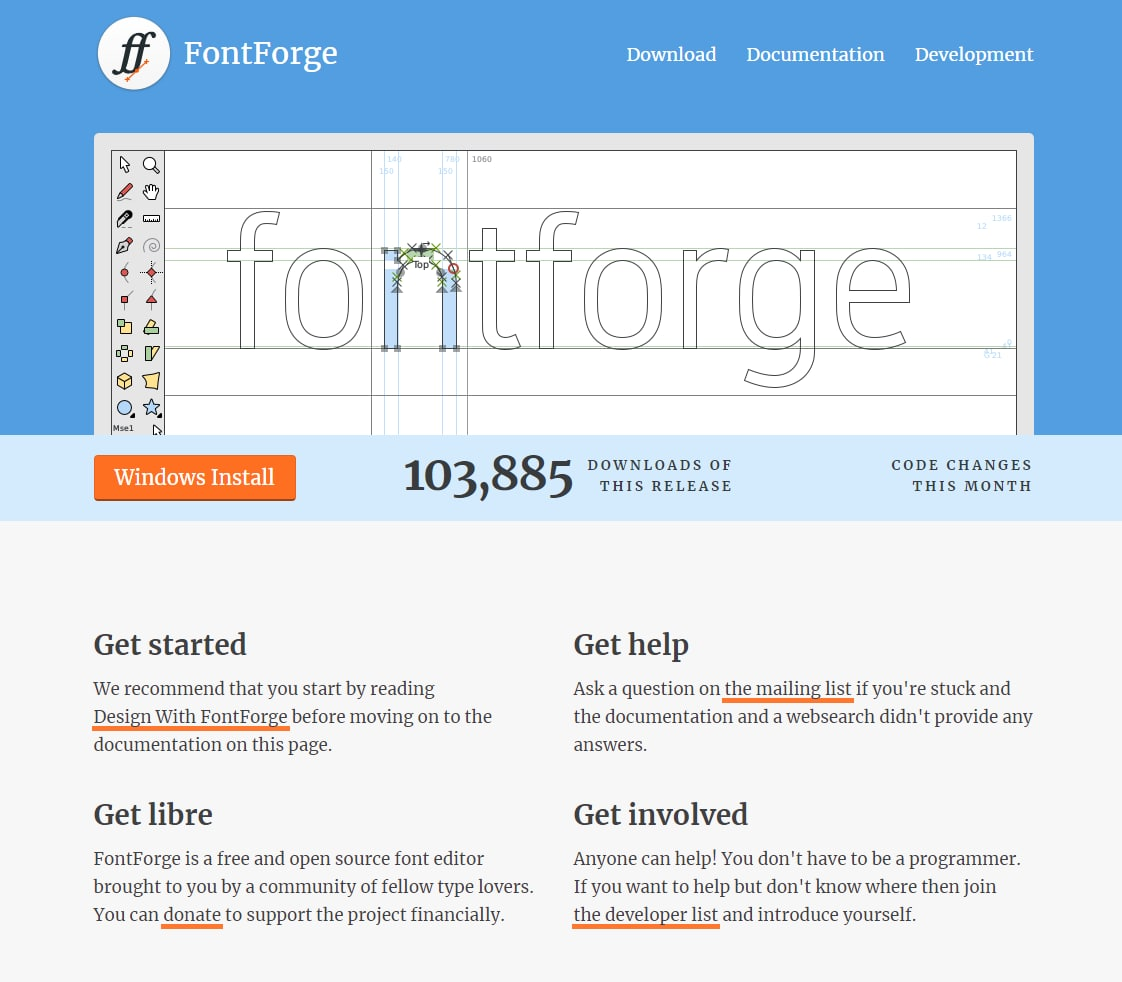 ff FontForge
Download Documentation Development
140 780 1060
150 150
1366
12
134 964
fontforge
Top
Mse1
Windows Install
103,885
DOWNLOADS OF
THIS RELEASE
CODE CHANGES
THIS MONTH
Get started
We recommend that you start by reading
Design With FontForge before moving on to the
documentation on this page.
Get help
Ask a question on the mailing list if you're stuck and
the documentation and a websearch didn't provide any
answers.
Get libre
FontForge is a free and open source font editor
brought to you by a community of fellow type lovers.
You can donate to support the project financially.
Get involved
Anyone can help! You don't have to be a programmer.
If you want to help but don't know where then join
the developer list and introduce yourself.